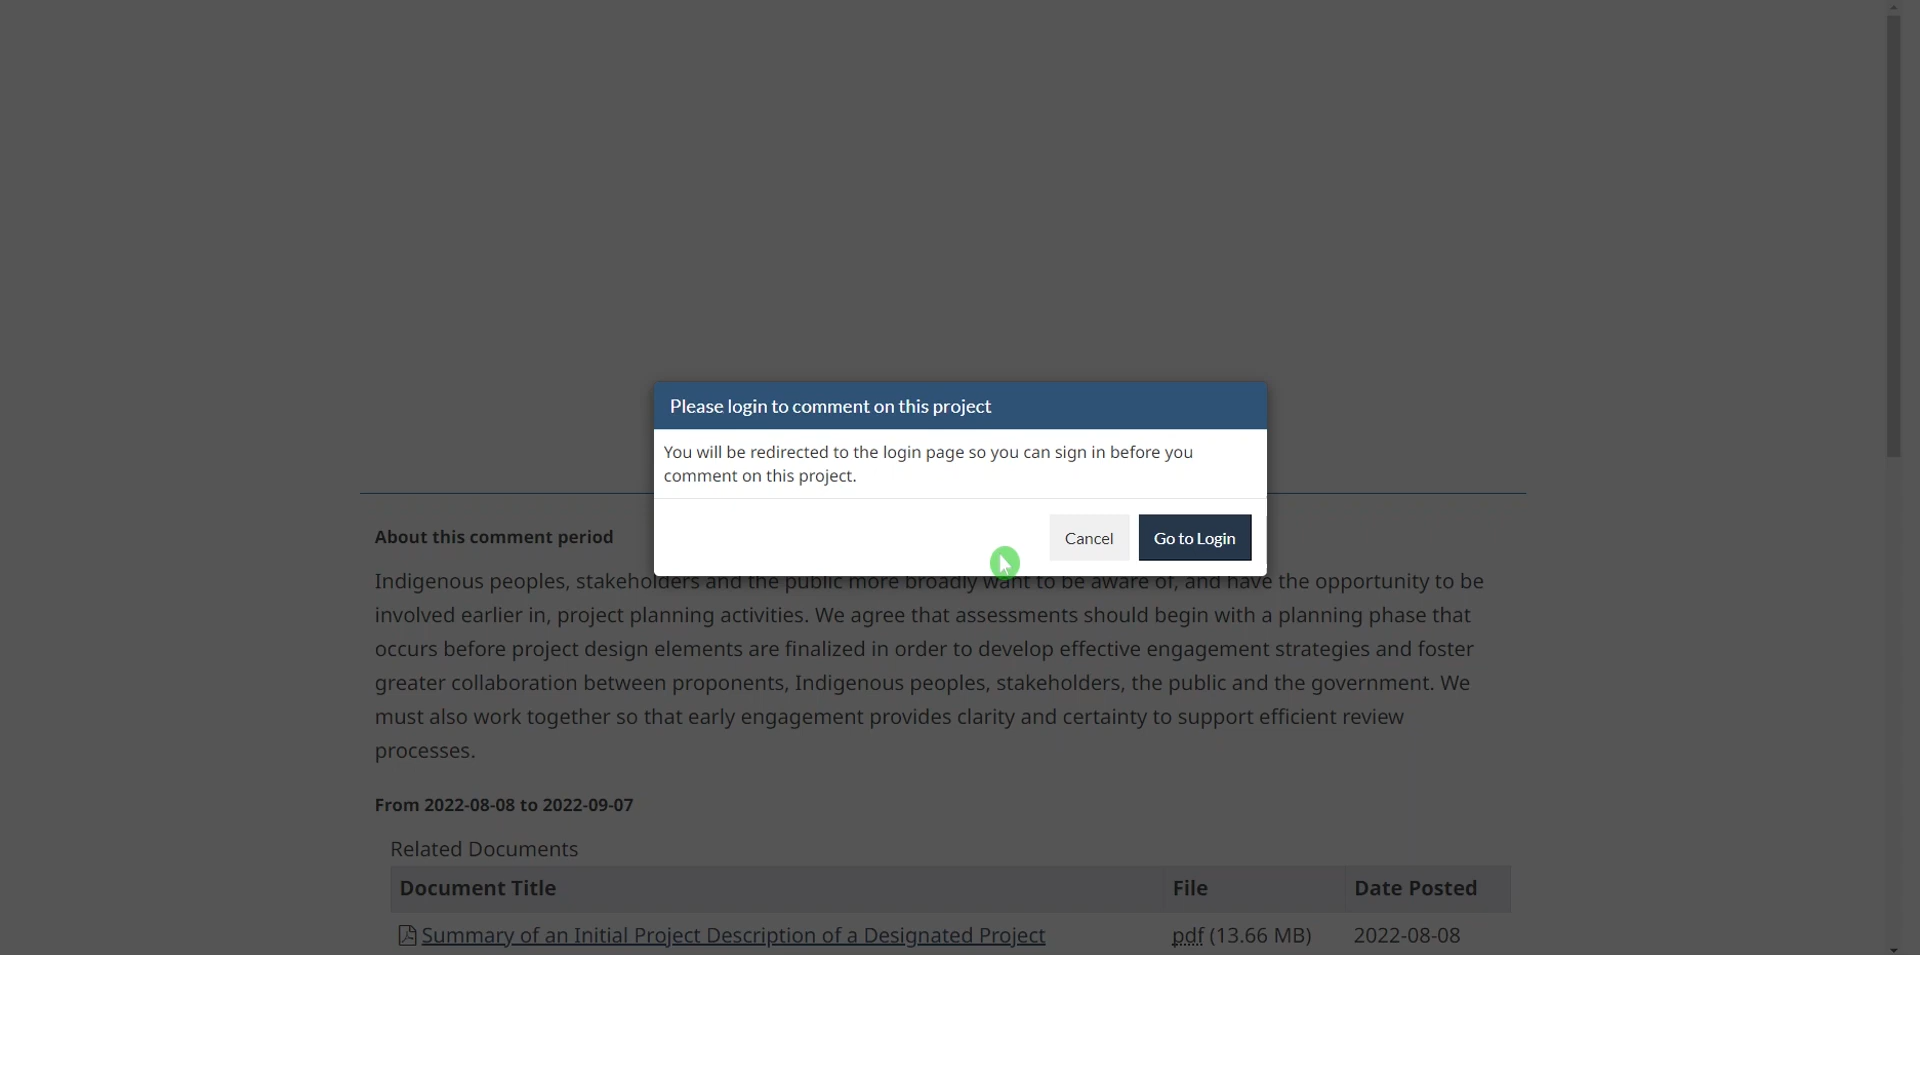 Please login to comment on this project
You will be redirected to the login page so you can sign in before you
comment on this project.
Cancel
Go to Login
About this comment period
Indigenous peoples, stakeholders and the public more broadly want to be aware of, and have the opportunity to be
involved earlier in, project planning activities. We agree that assessments should begin with a planning phase that
occurs before project design elements are finalized in order to develop effective engagement strategies and foster
greater collaboration between proponents, Indigenous peoples, stakeholders, the public and the government. We
must also work together so that early engagement provides clarity and certainty to support efficient review
processes.
From 2022-08-08 to 2022-09-07
Related Documents
Document Title File Date Posted
Summary of an Initial Project Description of a Designated Project pdf (13.66 MB) 2022-08-08